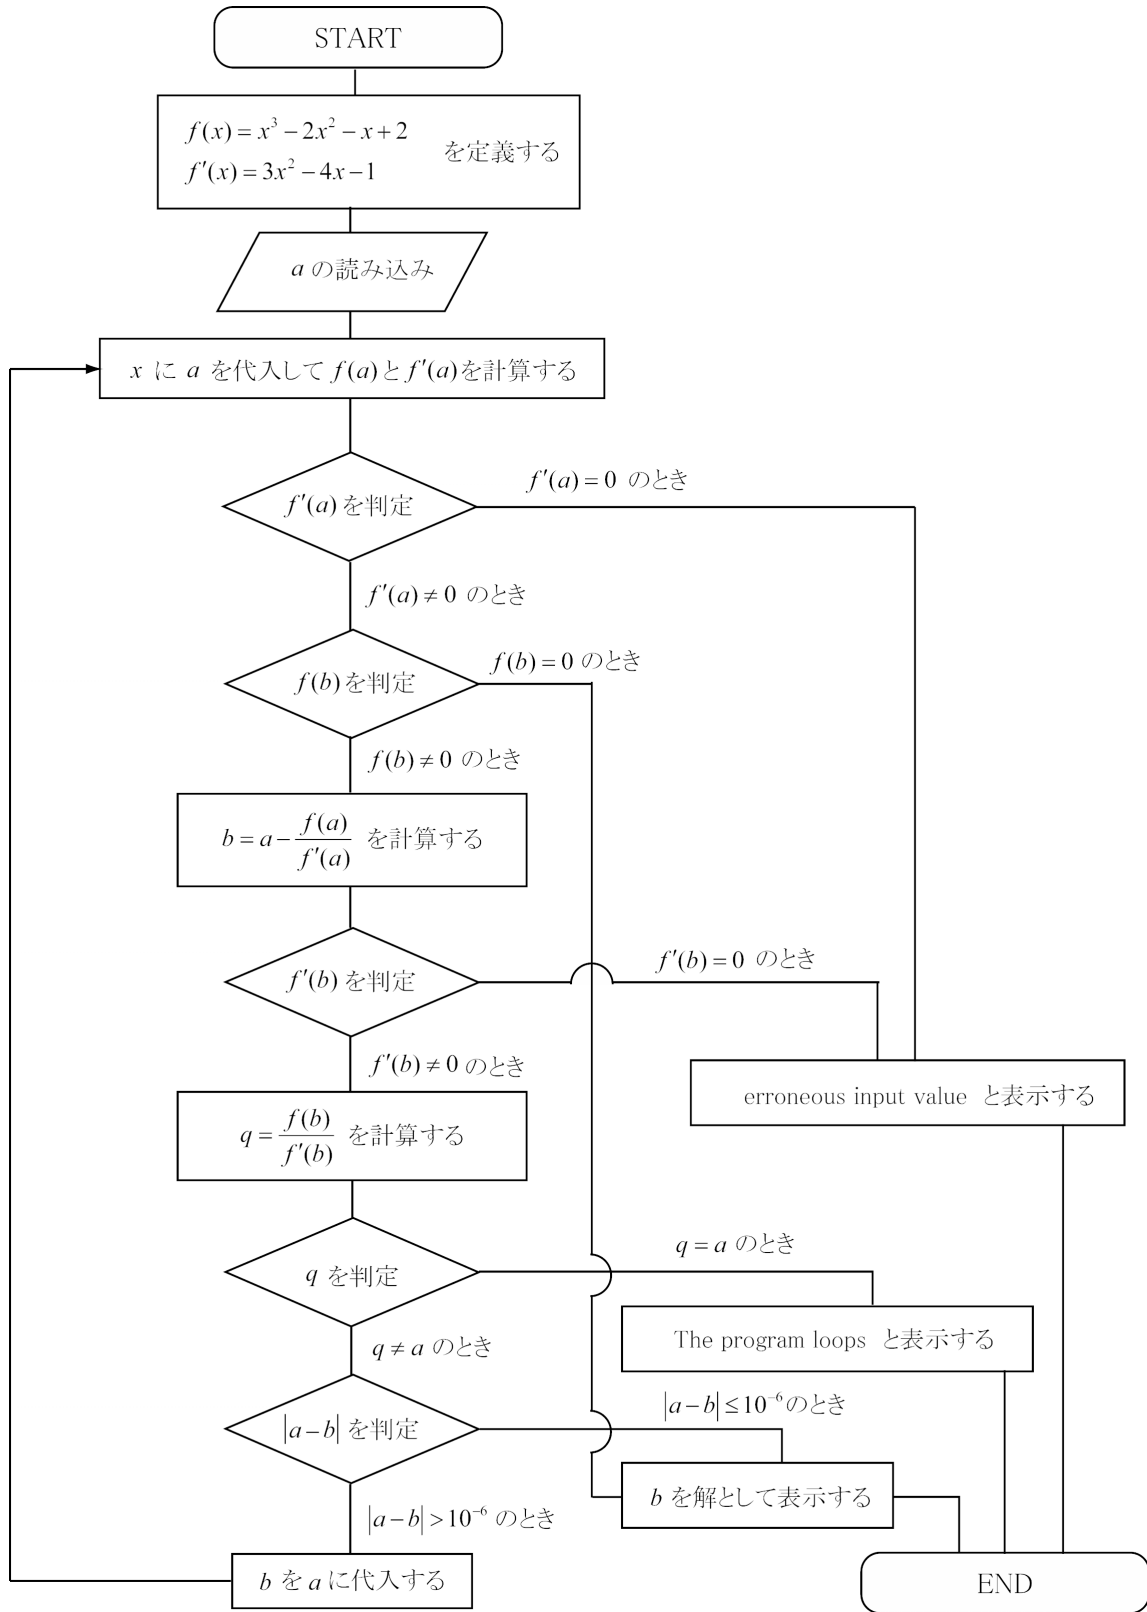 START
f(x) = x³ − 2x² − x + 2
f′(x) = 3x² − 4x − 1
を定義する
a の読み込み
x に a を代入して f(a) と f′(a) を計算する
f′(a) を判定
f′(a) = 0 のとき
f′(a) ≠ 0 のとき
f(b) を判定
f(b) = 0 のとき
f(b) ≠ 0 のとき
b = a − f(a)/f′(a) を計算する
f′(b) を判定
f′(b) = 0 のとき
f′(b) ≠ 0 のとき
erroneous input value と表示する
q = f(b)/f′(b) を計算する
q を判定
q = a のとき
The program loops と表示する
q ≠ a のとき
|a − b| を判定
|a − b| ≤ 10⁻⁶ のとき
b を解として表示する
|a − b| > 10⁻⁶ のとき
b を a に代入する
END